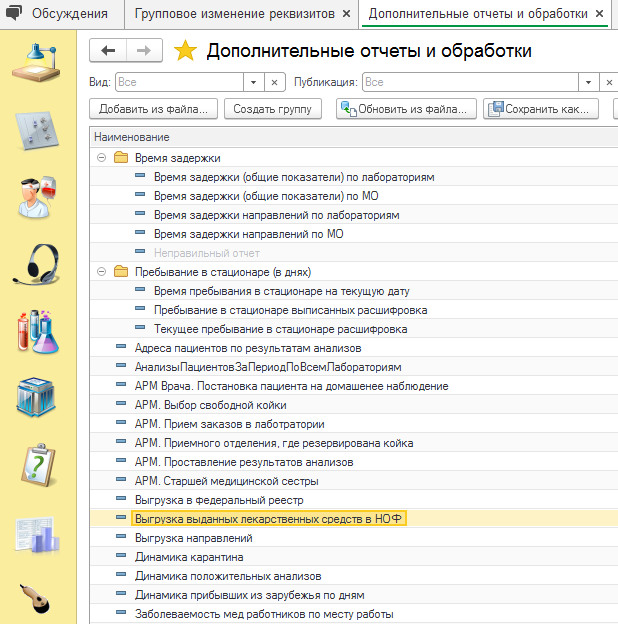 Обсуждения Групповое изменение реквизитов × Дополнительные отчеты и обработки ×
Дополнительные отчеты и обработки
Вид: Все × Публикация: Все ×
Добавить из файла... Создать группу Обновить из файла... Сохранить как...
Наименование
Время задержки
Время задержки (общие показатели) по лабораториям
Время задержки (общие показатели) по МО
Время задержки направлений по лабораториям
Время задержки направлений по МО
Неправильный отчет
Пребывание в стационаре (в днях)
Время пребывания в стационаре на текущую дату
Пребывание в стационаре выписанных расшифровка
Текущее пребывание в стационаре расшифровка
Адреса пациентов по результатам анализов
АнализыПациентовЗаПериодПоВсемЛабораториям
АРМ Врача. Постановка пациента на домашенее наблюдение
АРМ. Выбор свободной койки
АРМ. Прием заказов в лаботратории
АРМ. Приемного отделения, где резервирована койка
АРМ. Проставление результатов анализов
АРМ. Старшей медицинской сестры
Выгрузка в Федеральный реестр
Выгрузка выданных лекарственных средств в НОФ
Выгрузка направлений
Динамика карантина
Динамика положительных анализов
Динамика прибывших из зарубежья по дням
Заболеваемость мед работников по месту работы